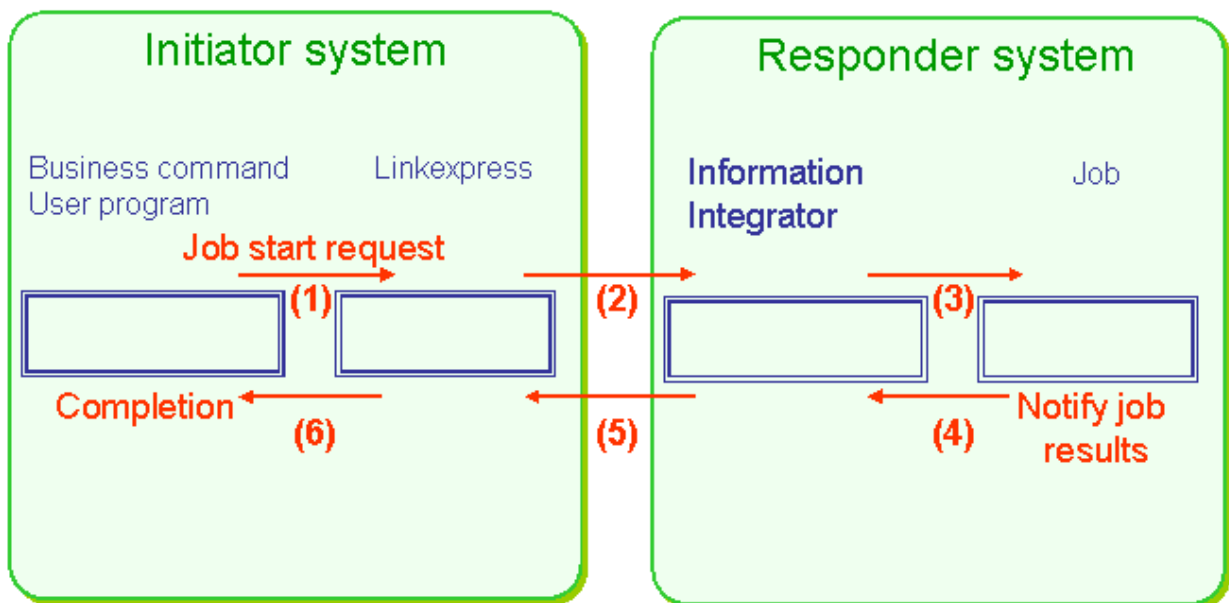 Initiator system
Responder system
Business command
User program
Linkexpress
Information
Integrator
Job
Job start request
(1)
(2)
(3)
Completion
(6)
(5)
(4)
Notify job
results